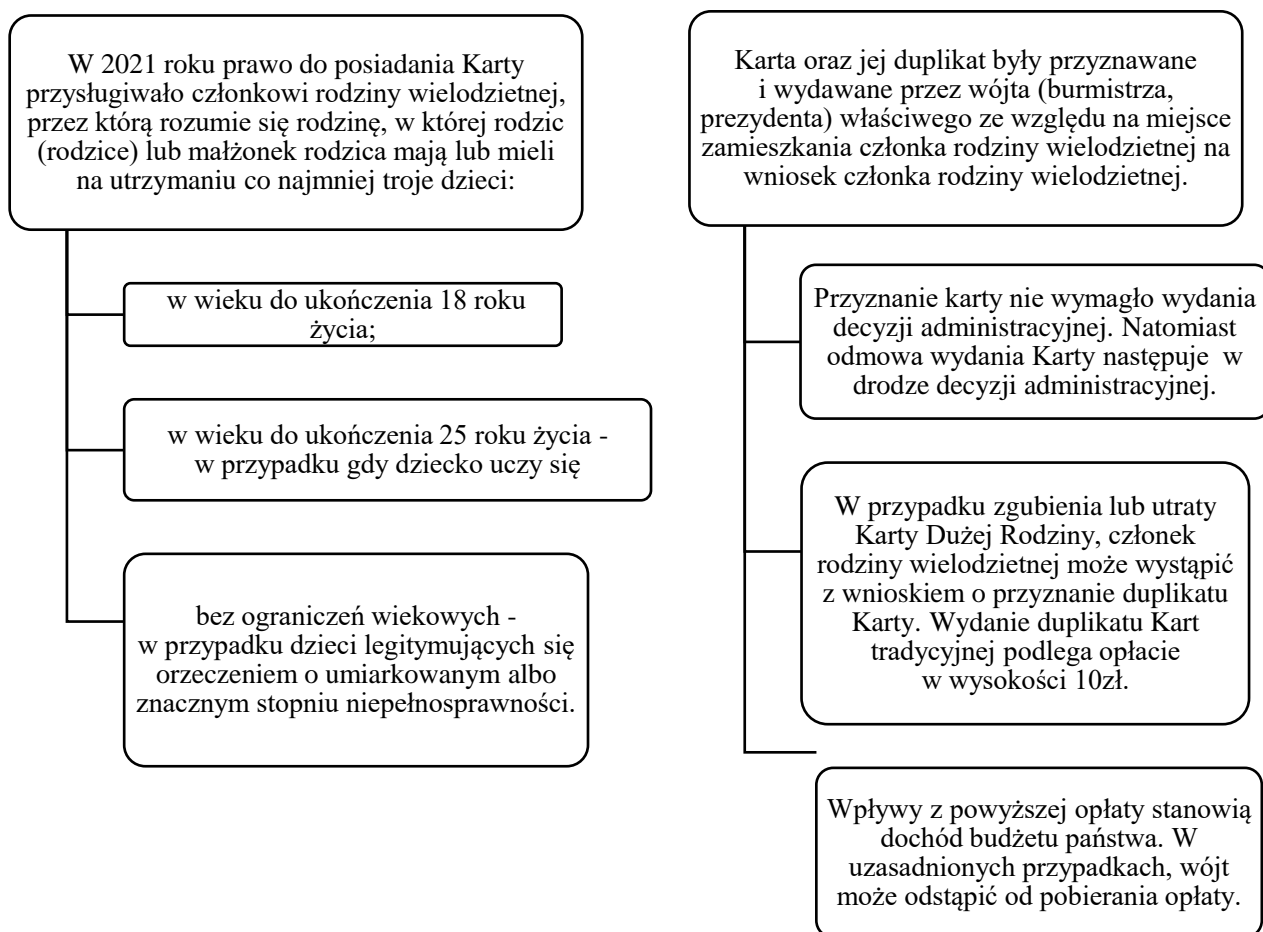 W 2021 roku prawo do posiadania Karty
przysługiwało członkowi rodziny wielodzietnej,
przez którą rozumie się rodzinę, w której rodzic
(rodzice) lub małżonek rodzica mają lub mieli
na utrzymaniu co najmniej troje dzieci:
w wieku do ukończenia 18 roku
życia;
w wieku do ukończenia 25 roku życia -
w przypadku gdy dziecko uczy się
bez ograniczeń wiekowych -
w przypadku dzieci legitymujących się
orzeczeniem o umiarkowanym albo
znacznym stopniu niepełnosprawności.
Karta oraz jej duplikat były przyznawane
i wydawane przez wójta (burmistrza,
prezydenta) właściwego ze względu na miejsce
zamieszkania członka rodziny wielodzietnej na
wniosek członka rodziny wielodzietnej.
Przyznanie karty nie wymagło wydania
decyzji administracyjnej. Natomiast
odmowa wydania Karty następuje w
drodze decyzji administracyjnej.
W przypadku zgubienia lub utraty
Karty Dużej Rodziny, członek
rodziny wielodzietnej może wystąpić
z wnioskiem o przyznanie duplikatu
Karty. Wydanie duplikatu Kart
tradycyjnej podlega opłacie
w wysokości 10zł.
Wpływy z powyższej opłaty stanowią
dochód budżetu państwa. W
uzasadnionych przypadkach, wójt
może odstąpić od pobierania opłaty.